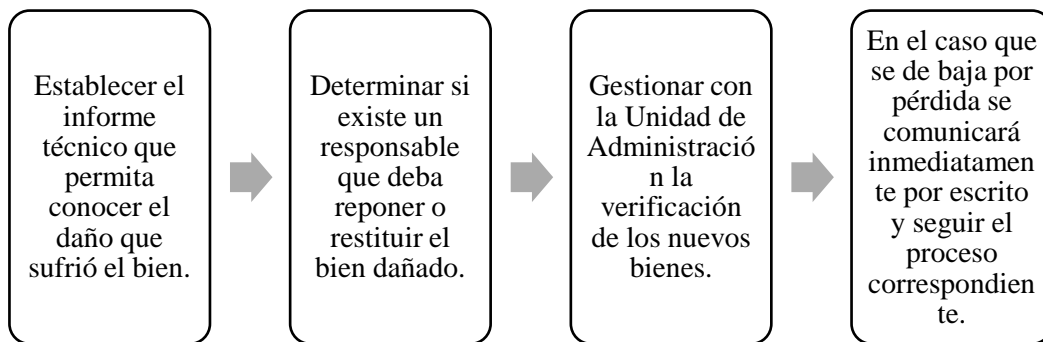 Establecer el
informe
técnico que
permita
conocer el
daño que
sufrió el bien.
Determinar si
existe un
responsable
que deba
reponer o
restituir el
bien dañado.
Gestionar con
la Unidad de
Administració
n la
verificación
de los nuevos
bienes.
En el caso que
se de baja por
pérdida se
comunicará
inmediatamen
te por escrito
y seguir el
proceso
correspondien
te.